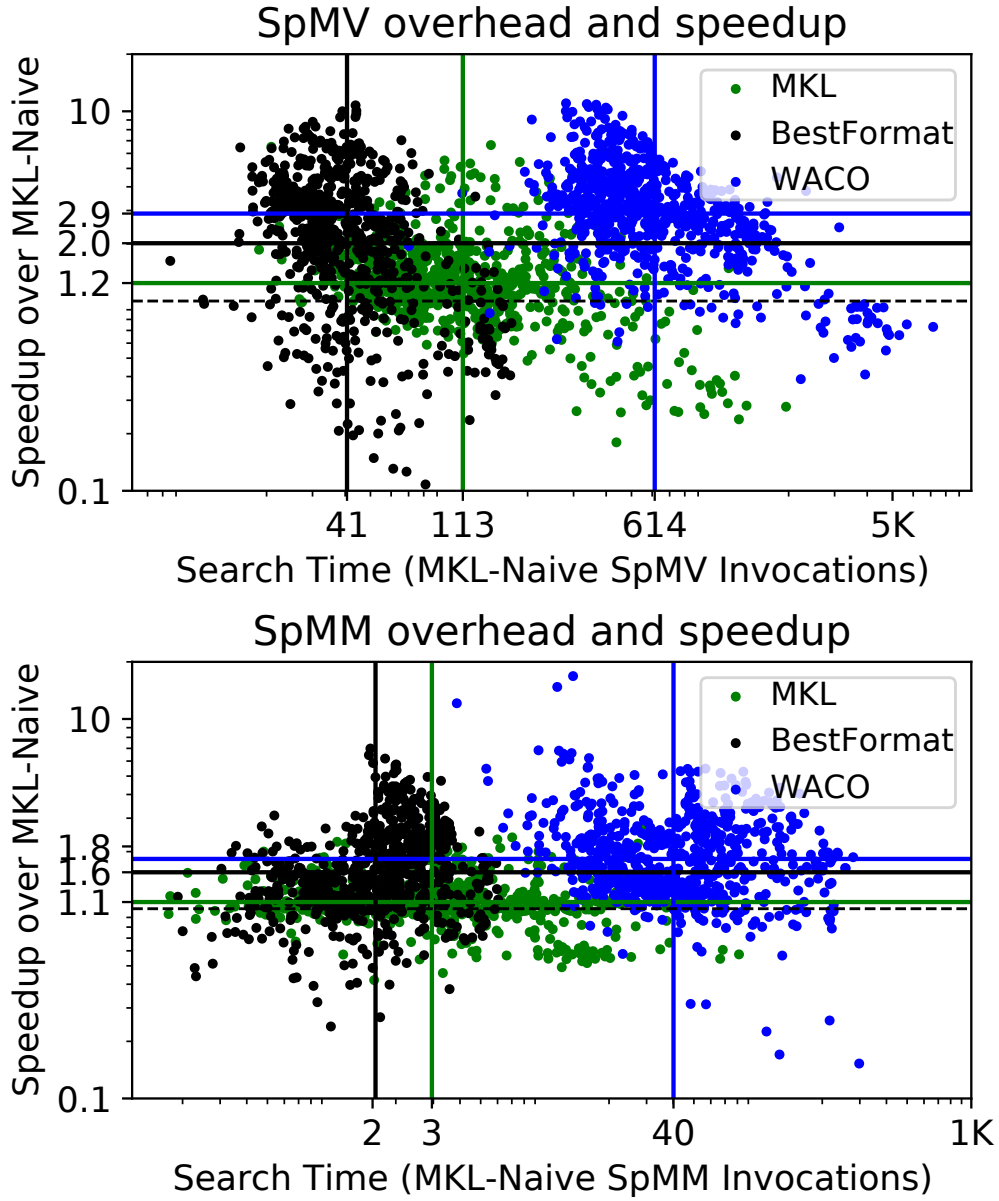 SpMV overhead and speedup
Speedup over MKL-Naive
10
2.9
2.0
1.2
0.1
MKL
BestFormat
WACO
41
113
614
5K
Search Time (MKL-Naive SpMV Invocations)
SpMM overhead and speedup
Speedup over MKL-Naive
10
1.8
1.6
1.1
0.1
MKL
BestFormat
WACO
2
3
40
1K
Search Time (MKL-Naive SpMM Invocations)